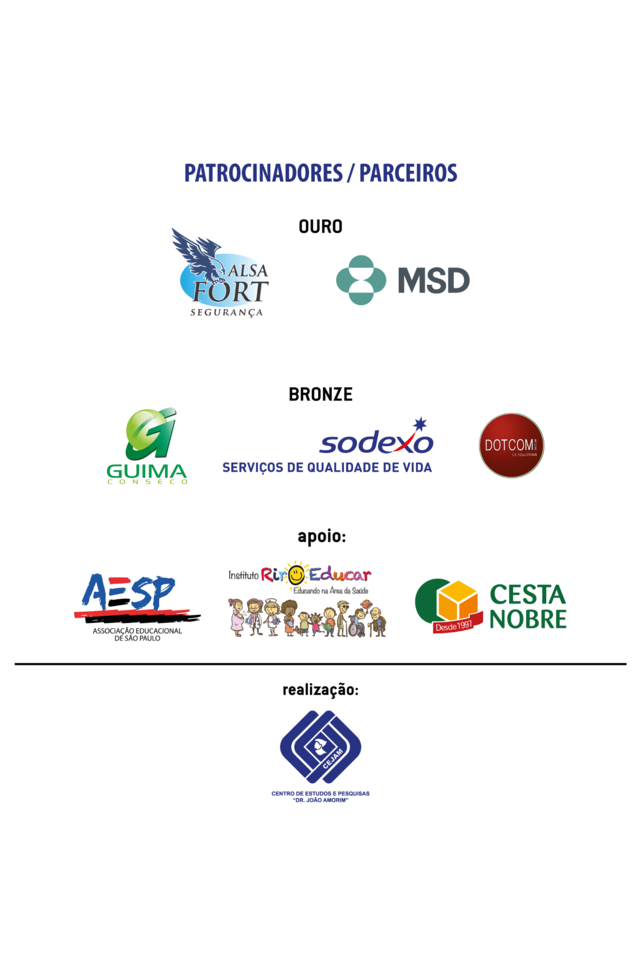 PATROCINADORES / PARCEIROS
OURO
ALSA
FORT
SEGURANÇA
MSD
BRONZE
GUIMA
CONSECO
sodexo
SERVIÇOS DE QUALIDADE DE VIDA
DOTCOM
apoio:
AESP
ASSOCIAÇÃO EDUCACIONAL
DE SÃO PAULO
Instituto Rir O Educar
Educando na Área da Saúde
CESTA
NOBRE
Desde 1997
realização:
CEJAM
CENTRO DE ESTUDOS E PESQUISAS
"DR. JOÃO AMORIM"